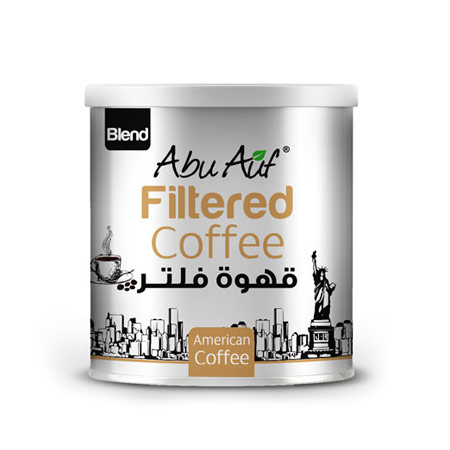 Blend
Abu Auf®
Filtered
Coffee
قهوة فلتر
American
Coffee